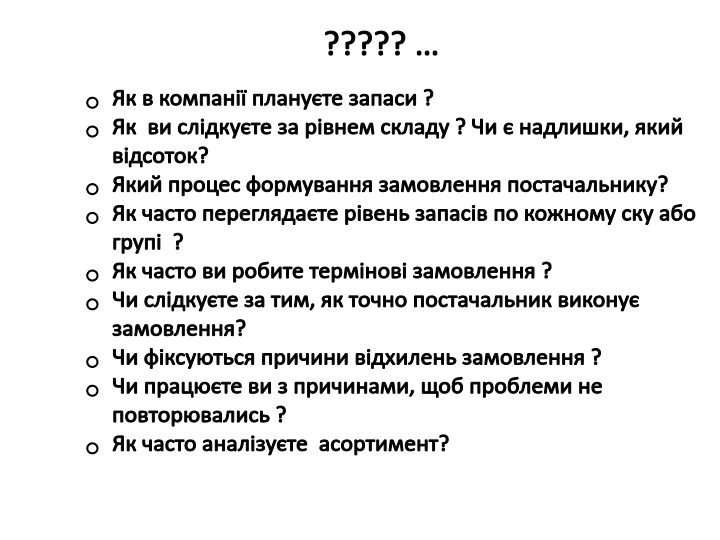 ????? ...
o Як в компанії плануєте запаси ?
o Як  ви слідкуєте за рівнем складу ? Чи є надлишки, який
відсоток?
o Який процес формування замовлення постачальнику?
o Як часто переглядаєте рівень запасів по кожному ску або
групі  ?
o Як часто ви робите термінові замовлення ?
o Чи слідкуєте за тим, як точно постачальник виконує
замовлення?
o Чи фіксуються причини відхилень замовлення ?
o Чи працюєте ви з причинами, щоб проблеми не
повторювались ?
o Як часто аналізуєте  асортимент?